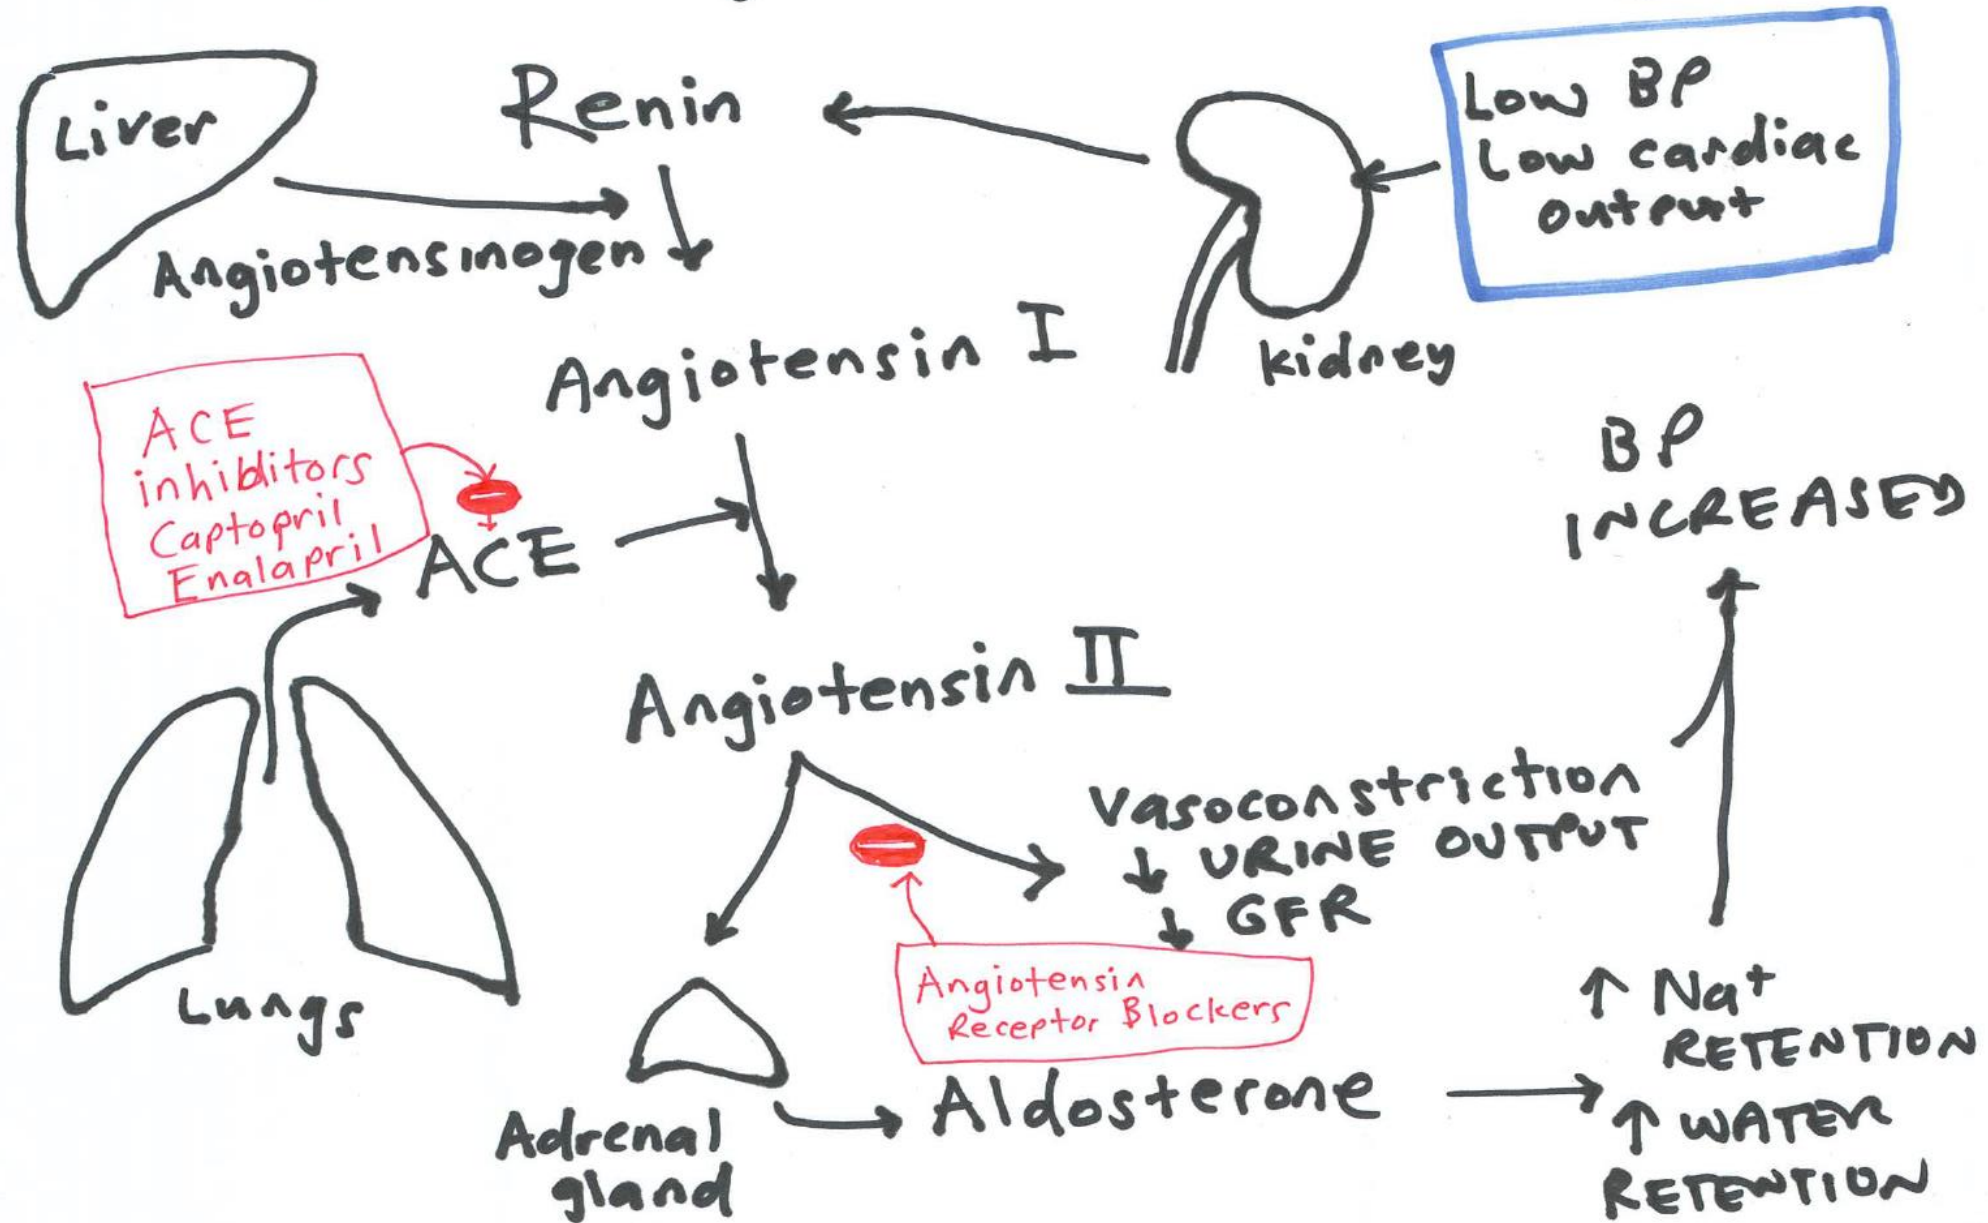 Liver
Renin
Low BP
Low cardiac
output
Angiotensinogen
kidney
Angiotensin I
ACE
inhibitors
Captopril
Enalapril
ACE
BP
INCREASED
Angiotensin II
Vasoconstriction
↓ URINE OUTPUT
↓ GFR
Lungs
Angiotensin
Receptor Blockers
↑ Na+
RETENTION
↑ WATER
RETENTION
Adrenal
gland
Aldosterone